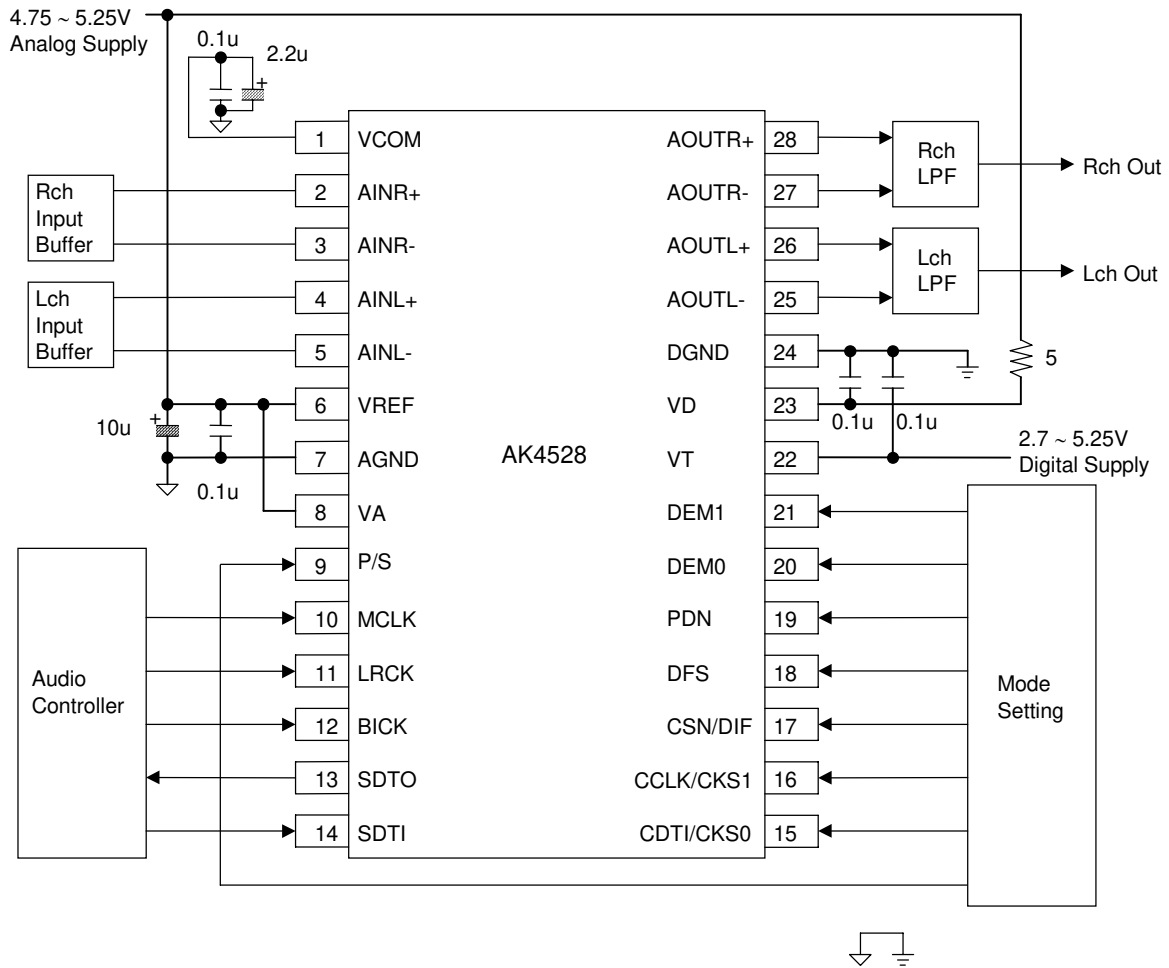 4.75 ~ 5.25V
Analog Supply
0.1u
2.2u
+
1 VCOM
AOUTR+ 28
Rch
LPF
Rch Out
Rch
Input
Buffer
2 AINR+
AOUTR- 27
3 AINR-
AOUTL+ 26
Lch
LPF
Lch Out
Lch
Input
Buffer
4 AINL+
AOUTL- 25
5 AINL-
DGND 24
5
10u
+
6 VREF
VD 23
0.1u
0.1u
7 AGND
AK4528
VT 22
2.7 ~ 5.25V
Digital Supply
0.1u
8 VA
DEM1 21
9 P/S
DEM0 20
10 MCLK
PDN 19
Audio
Controller
11 LRCK
DFS 18
Mode
Setting
12 BICK
CSN/DIF 17
13 SDTO
CCLK/CKS1 16
14 SDTI
CDTI/CKS0 15